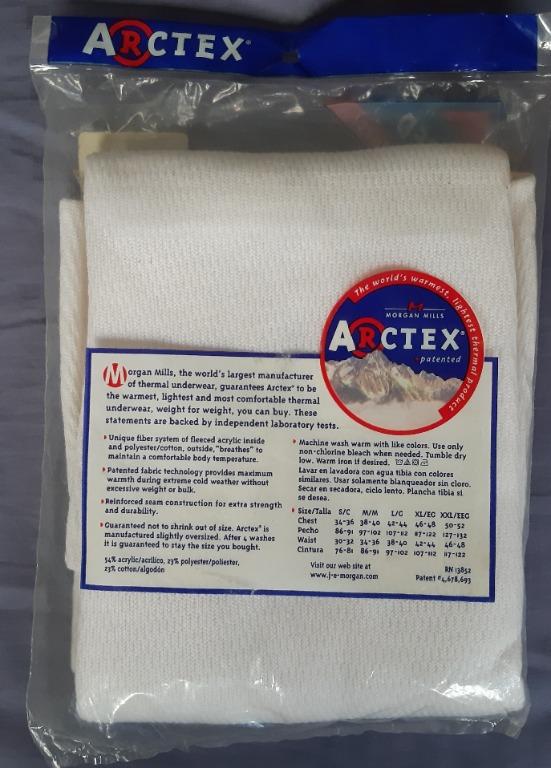 ARCTEX®
The world's warmest, lightest thermal product
MORGAN MILLS
ARCTEX®
patented
Morgan Mills, the world's largest manufacturer
of thermal underwear, guarantees Arctex® to be
the warmest, lightest and most comfortable thermal
underwear, weight for weight, you can buy. These
statements are backed by independent laboratory tests.
Unique fiber system of fleeced acrylic inside
and polyester/cotton, outside, "breathes" to
maintain a comfortable body temperature.
Patented fabric technology provides maximum
warmth during extreme cold weather without
excessive weight or bulk.
Reinforced seam construction for extra strength
and durability.
Guaranteed not to shrink out of size. Arctex® is
manufactured slightly oversized. After 4 washes
it is guaranteed to stay the size you bought.
54% acrylic/acrilico, 23% polyester/poliester,
23% cotton/algodón
Machine wash warm with like colors. Use only
non-chlorine bleach when needed. Tumble dry
low. Warm iron if desired.
Lavar en lavadora con agua tibia con colores
similares. Usar solamente blanqueador sin cloro.
Secar en secadora, ciclo lento. Plancha tibia si
se desea.
Size/Talla S/C M/M L/G XL/EG XXL/EEG
Chest 34-36 38-40 42-44 46-48 50-52
Pecho 86-91 97-102 107-112 117-122 127-132
Waist 30-32 34-36 38-40 42-44 46-48
Cintura 76-81 86-91 97-102 107-112 117-122
Visit our web site at
www.j-e-morgan.com
RN 13852
Patent #4,678,693